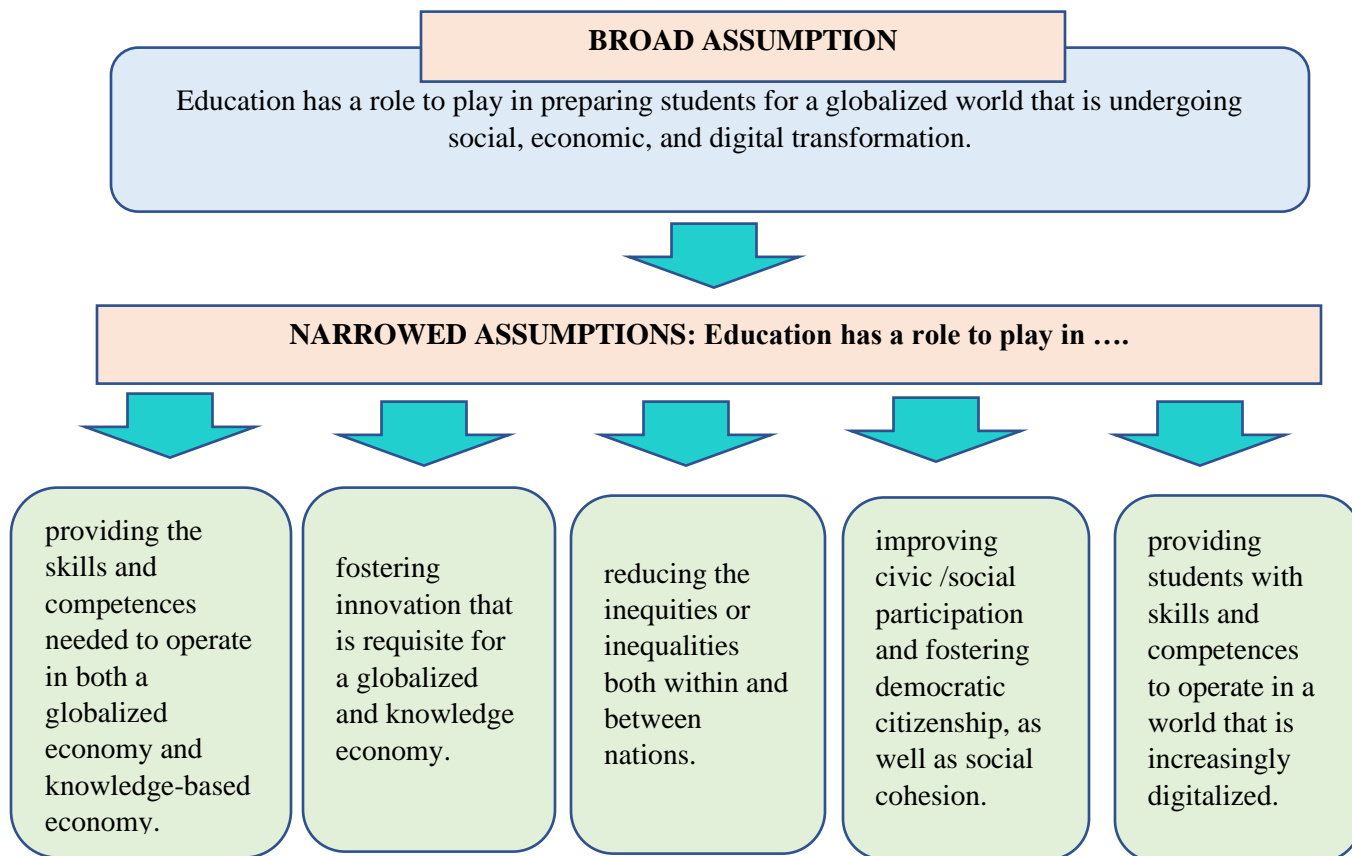 BROAD ASSUMPTION
Education has a role to play in preparing students for a globalized world that is undergoing
social, economic, and digital transformation.
NARROWED ASSUMPTIONS: Education has a role to play in ….
providing the
skills and
competences
needed to operate
in both a
globalized
economy and
knowledge-based
economy.
fostering
innovation that
is requisite for
a globalized
and knowledge
economy.
reducing the
inequities or
inequalities
both within and
between
nations.
improving
civic /social
participation
and fostering
democratic
citizenship, as
well as social
cohesion.
providing
students with
skills and
competences
to operate in a
world that is
increasingly
digitalized.